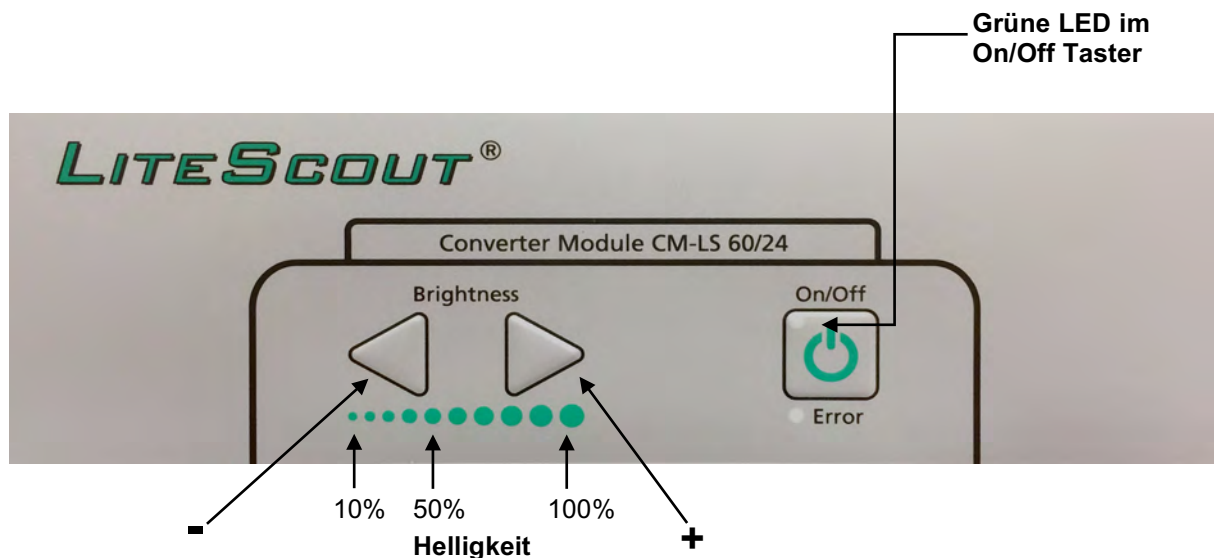 Grüne LED im
On/Off Taster
LITESCOUT®
Converter Module CM-LS 60/24
Brightness
On/Off
Error
10% 50% 100%
Helligkeit
- +